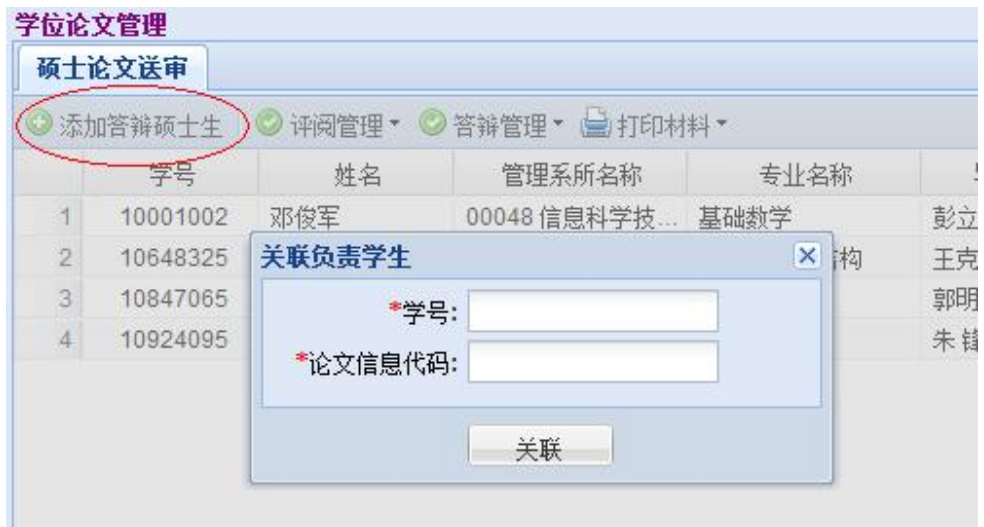 学位论文管理
硕士论文送审
添加答辩硕士生 评阅管理 答辩管理 打印材料
学号 姓名 管理系所名称 专业名称
1 10001002 邓俊军 00048 信息科学技... 基础数学 彭立
2 10648325 结构 王克
3 10847065 郭明
4 10924095 朱锋
关联负责学生
*学号:
*论文信息代码:
关联